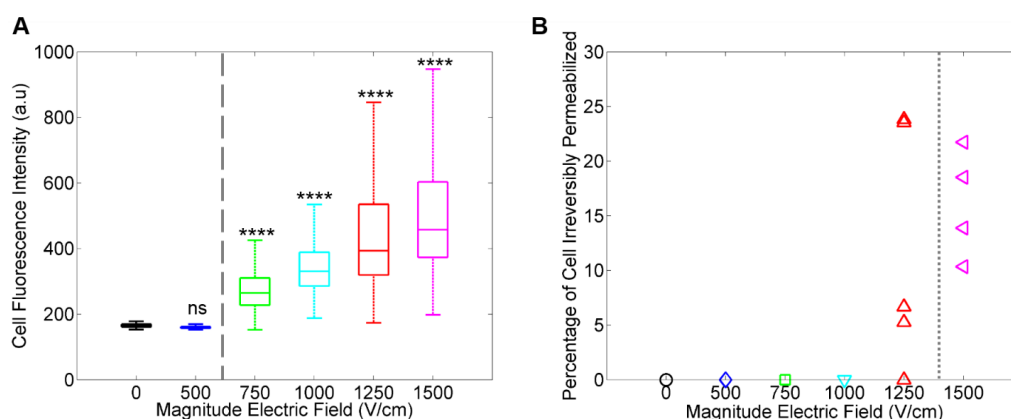 A
Cell Fluorescence Intensity (a.u)
1000
800
600
400
200
0
ns
****
****
****
****
0 500 750 1000 1250 1500
Magnitude Electric Field (V/cm)
B
Percentage of Cell Irreversibly Permeabilized
30
25
20
15
10
5
0
0 500 750 1000 1250 1500
Magnitude Electric Field (V/cm)